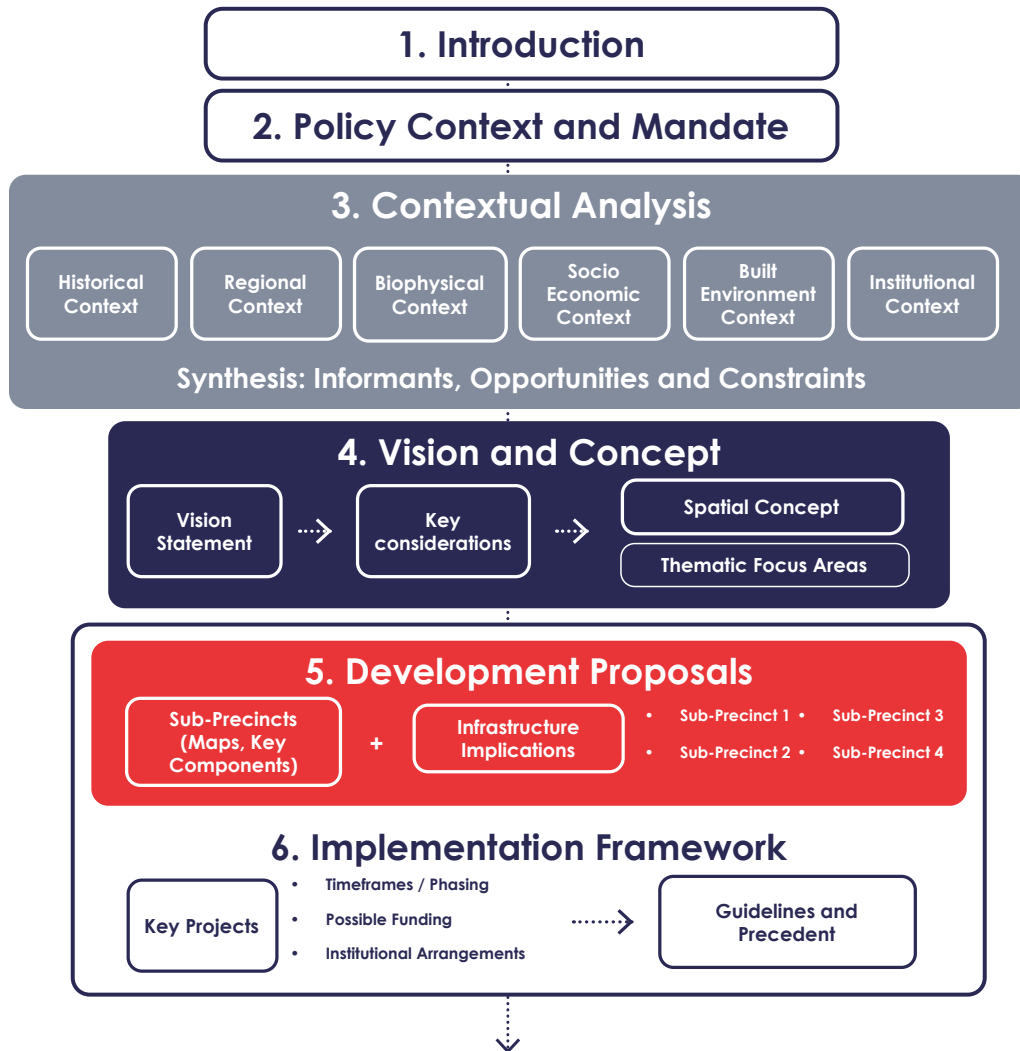 1. Introduction
2. Policy Context and Mandate
3. Contextual Analysis
Historical
Context
Regional
Context
Biophysical
Context
Socio
Economic
Context
Built
Environment
Context
Institutional
Context
Synthesis: Informants, Opportunities and Constraints
4. Vision and Concept
Vision
Statement
Key
considerations
Spatial Concept
Thematic Focus Areas
5. Development Proposals
Sub-Precincts
(Maps, Key
Components)
+
Infrastructure
Implications
• Sub-Precinct 1
• Sub-Precinct 3
• Sub-Precinct 2
• Sub-Precinct 4
6. Implementation Framework
Key Projects
• Timeframes / Phasing
• Possible Funding
• Institutional Arrangements
Guidelines and
Precedent